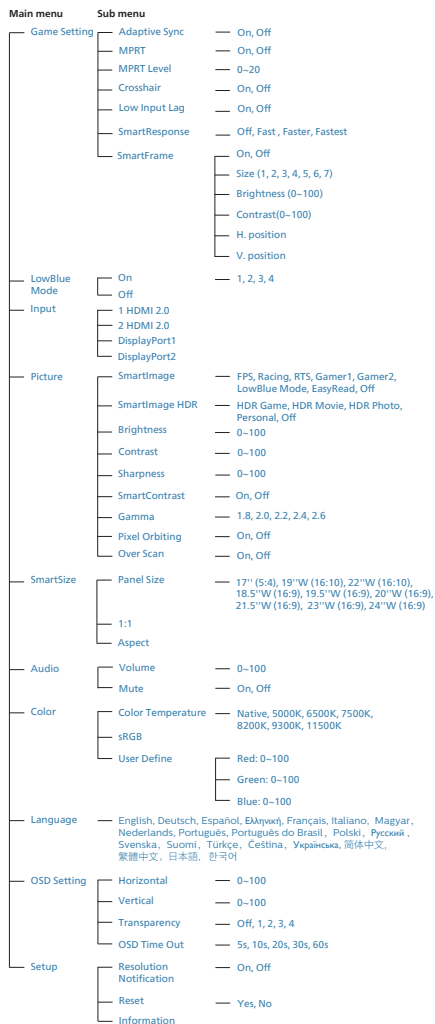 Main menu Sub menu
Game Setting Adaptive Sync On, Off
MPRT On, Off
MPRT Level 0~20
Crosshair On, Off
Low Input Lag On, Off
SmartResponse Off, Fast , Faster, Fastest
SmartFrame On, Off
Size (1, 2, 3, 4, 5, 6, 7)
Brightness (0~100)
Contrast(0~100)
H. position
V. position
LowBlue On 1, 2, 3, 4
Mode Off
Input 1 HDMI 2.0
2 HDMI 2.0
DisplayPort1
DisplayPort2
Picture SmartImage FPS, Racing, RTS, Gamer1, Gamer2,
LowBlue Mode, EasyRead, Off
SmartImage HDR HDR Game, HDR Movie, HDR Photo,
Personal, Off
Brightness 0~100
Contrast 0~100
Sharpness 0~100
SmartContrast On, Off
Gamma 1.8, 2.0, 2.2, 2.4, 2.6
Pixel Orbiting On, Off
Over Scan On, Off
SmartSize Panel Size 17'' (5:4), 19''W (16:10), 22''W (16:10),
18.5''W (16:9), 19.5''W (16:9), 20''W (16:9),
21.5''W (16:9), 23''W (16:9), 24''W (16:9)
1:1
Aspect
Audio Volume 0~100
Mute On, Off
Color Color Temperature Native, 5000K, 6500K, 7500K,
8200K, 9300K, 11500K
sRGB
User Define Red: 0~100
Green: 0~100
Blue: 0~100
Language English, Deutsch, Español, Ελληνική, Français, Italiano, Magyar,
Nederlands, Português, Português do Brasil, Polski, Русский ,
Svenska, Suomi, Türkçe, Čeština, Українська, 简体中文,
繁體中文, 日本語, 한국어
OSD Setting Horizontal 0~100
Vertical 0~100
Transparency Off, 1, 2, 3, 4
OSD Time Out 5s, 10s, 20s, 30s, 60s
Setup Resolution On, Off
Notification
Reset Yes, No
Information